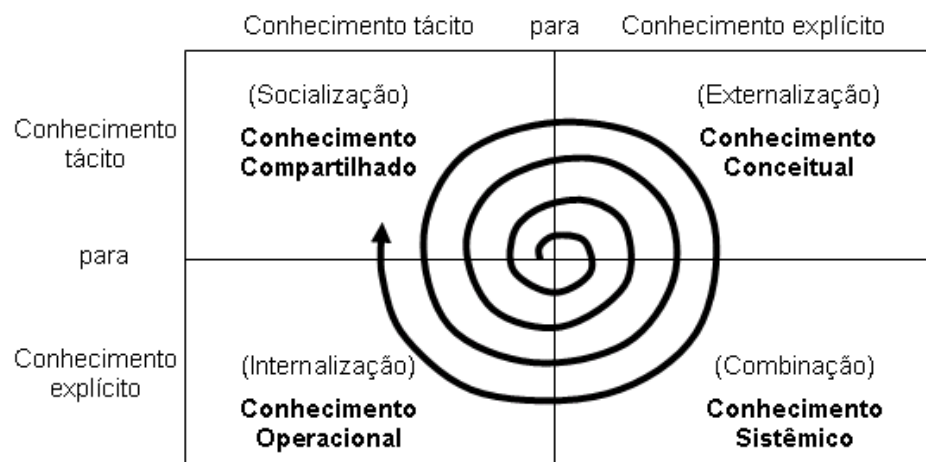 Conhecimento tácito para Conhecimento explícito
(Socialização)
Conhecimento
Compartilhado
(Externalização)
Conhecimento
Conceitual
Conhecimento
tácito
para
Conhecimento
explícito
(Internalização)
Conhecimento
Operacional
(Combinação)
Conhecimento
Sistêmico